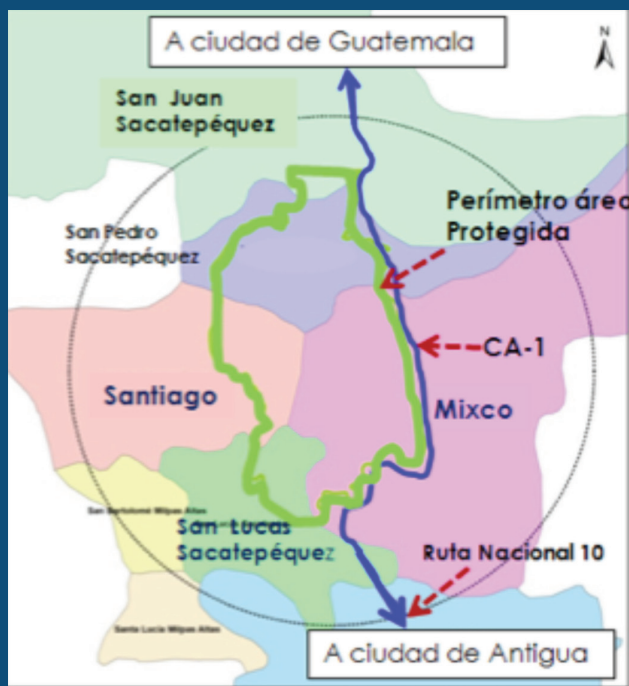 A ciudad de Guatemala
N
San Juan
Sacatepéquez
Perímetro área
Protegida
San Pedro
Sacatepéquez
CA-1
Santiago
Mixco
San Bartolomé Milpas Altas
San Lucas
Sacatepéquez
Ruta Nacional 10
Santa Lucía Milpas Altas
A ciudad de Antigua